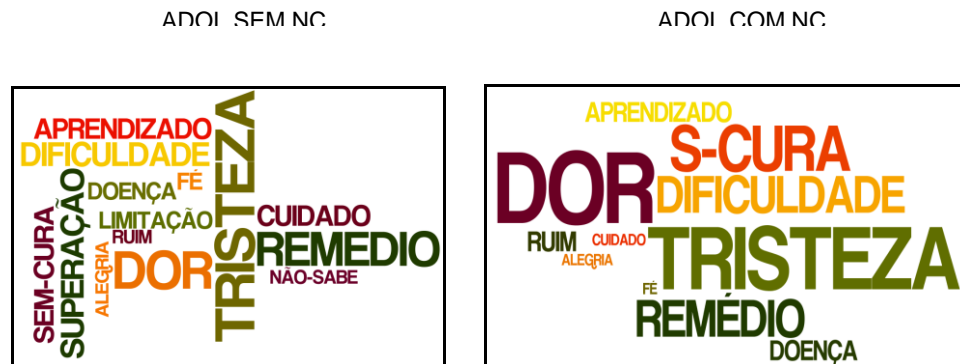 ADOL SEM NC
ADOL COM NC
APRENDIZADO
DIFICULDADE
DOENÇA
FÉ
LIMITAÇÃO
RUIM
SEM-CURA
SUPERAÇÃO
ALEGRIA
DOR
TRISTEZA
CUIDADO
REMEDIO
NÃO-SABE
APRENDIZADO
S-CURA
DOR
DIFICULDADE
RUIM
CUIDADO
ALEGRIA
TRISTEZA
FÉ
REMÉDIO
DOENÇA